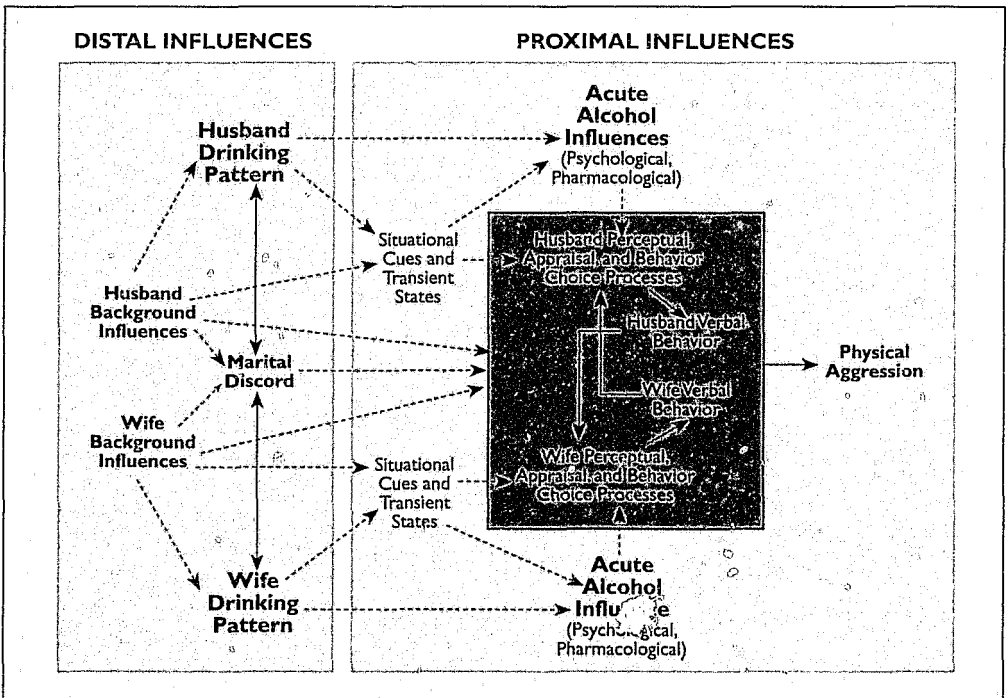 DISTAL INFLUENCES
PROXIMAL INFLUENCES
Husband
Drinking
Pattern
Husband
Background
Influences
Marital
Discord
Wife
Background
Influences
Wife
Drinking
Pattern
Situational
Cues and
Transient
States
Situational
Cues and
Transient
States
Acute
Alcohol
Influences
(Psychological,
Pharmacological)
Husband Perceptual,
Appraisal, and Behavior
Choice Processes
Husband Verbal
Behavior
Wife Verbal
Behavior
Wife Perceptual,
Appraisal, and Behavior
Choice Processes
Acute
Alcohol
(Psychological,
Pharmacological)
Physical
Aggression